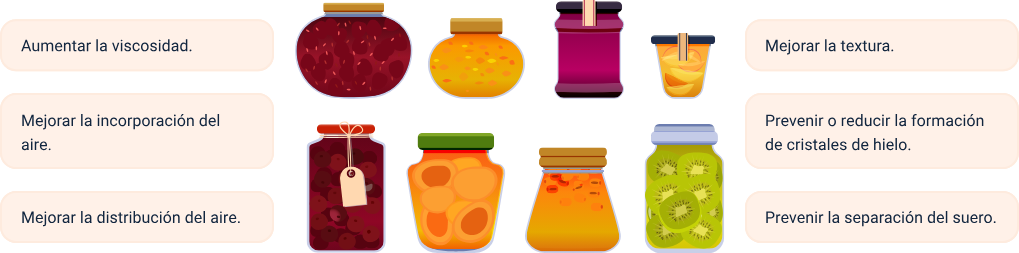 Aumentar la viscosidad.
Mejorar la incorporación del
aire.
Mejorar la distribución del aire.
Mejorar la textura.
Prevenir o reducir la formación
de cristales de hielo.
Prevenir la separación del suero.